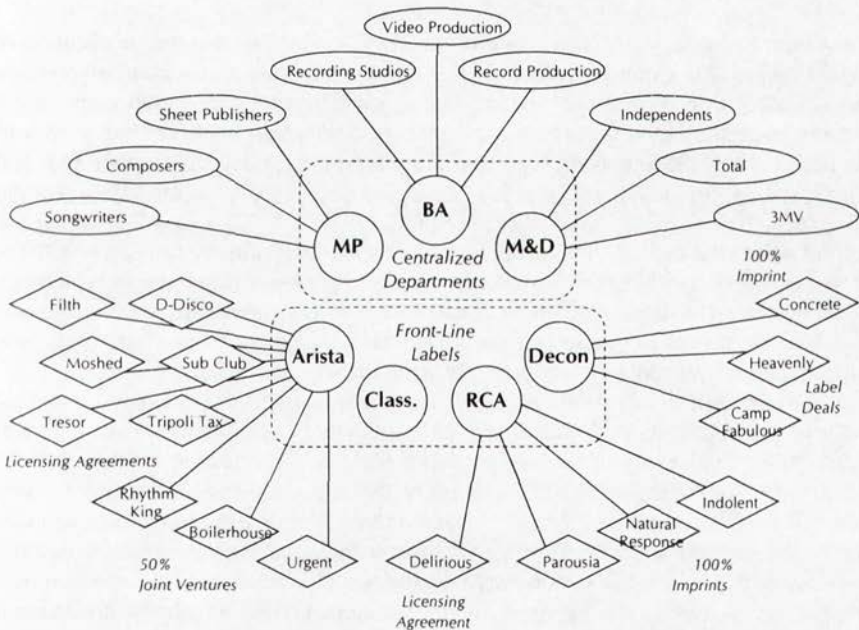 Video Production
Recording Studios
Record Production
Sheet Publishers
Independents
Composers
Total
Songwriters
3MV
BA
MP
M&D
Centralized
Departments
100%
Imprint
Filth
D-Disco
Concrete
Front-Line
Labels
Arista
Decon
Moshed
Sub Club
Heavenly
Label
Deals
Class.
RCA
Tresor
Tripoli Tax
Camp
Fabulous
Licensing Agreements
Rhythm
King
Indolent
Boilerhouse
Natural
Response
Urgent
Delirious
Parousia
50%
Joint Ventures
100%
Imprints
Licensing
Agreement